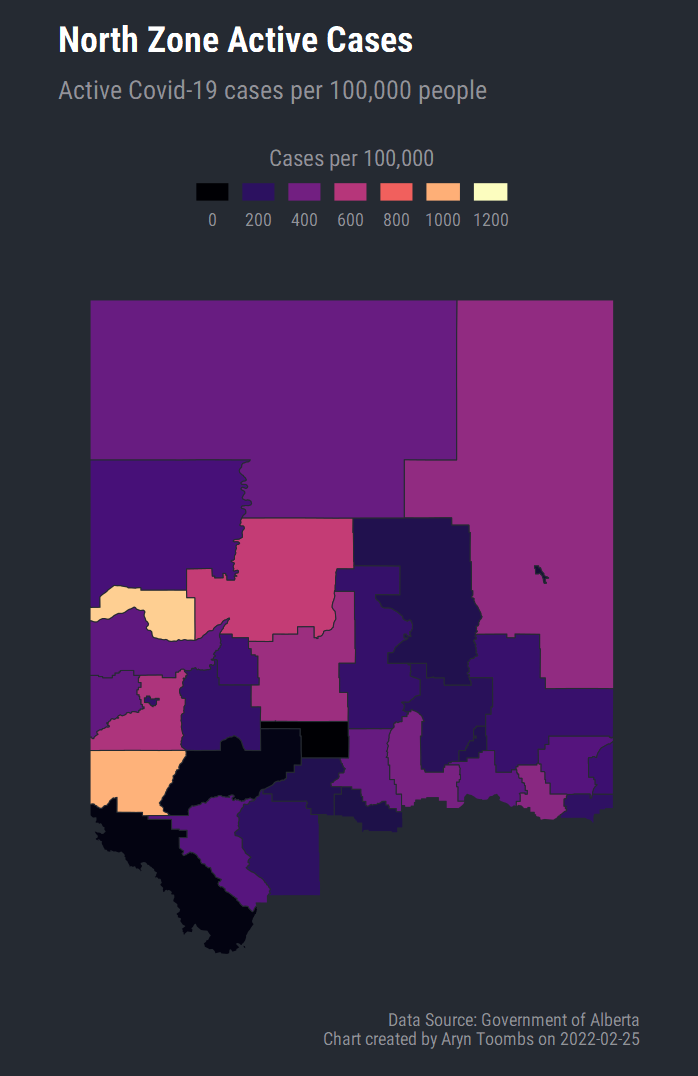 North Zone Active Cases
Active Covid-19 cases per 100,000 people
Cases per 100,000
0 200 400 600 800 1000 1200
Data Source: Government of Alberta
Chart created by Aryn Toombs on 2022-02-25